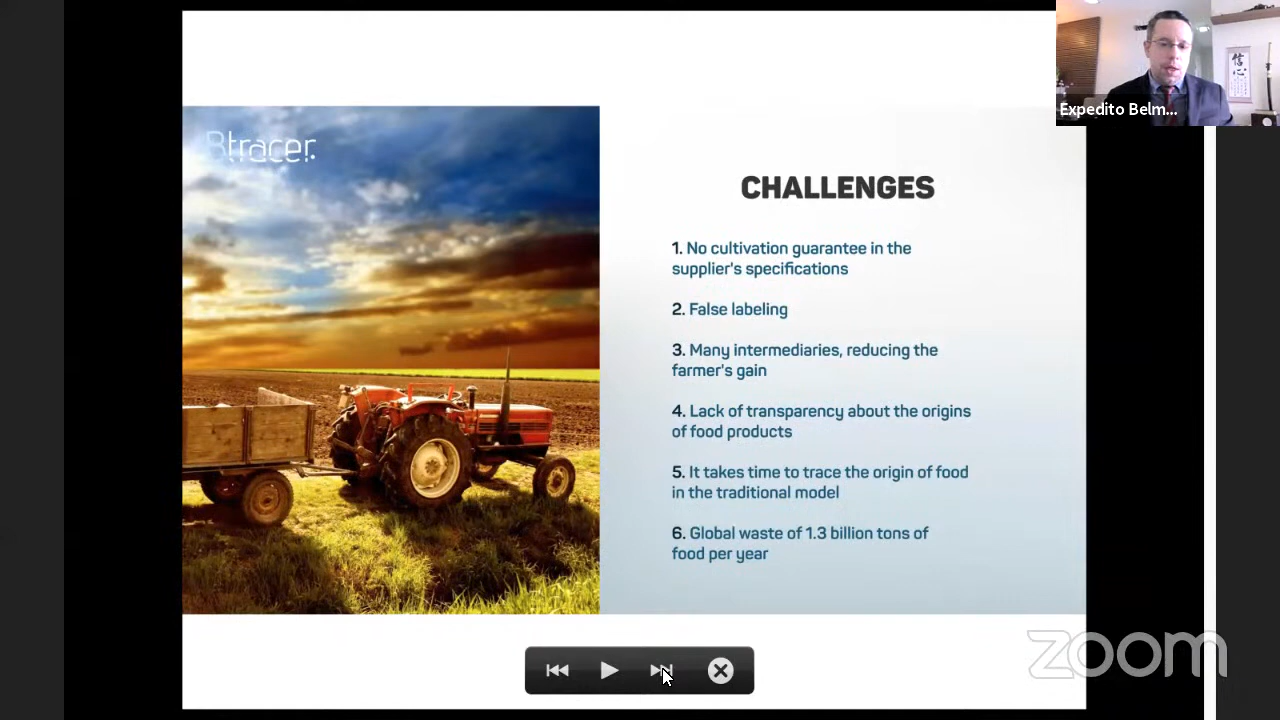 Btracer.
CHALLENGES
1. No cultivation guarantee in the
supplier's specifications
2. False labeling
3. Many intermediaries, reducing the
farmer's gain
4. Lack of transparency about the origins
of food products
5. It takes time to trace the origin of food
in the traditional model
6. Global waste of 1.3 billion tons of
food per year
信
心
Expedito Belm...
zoom